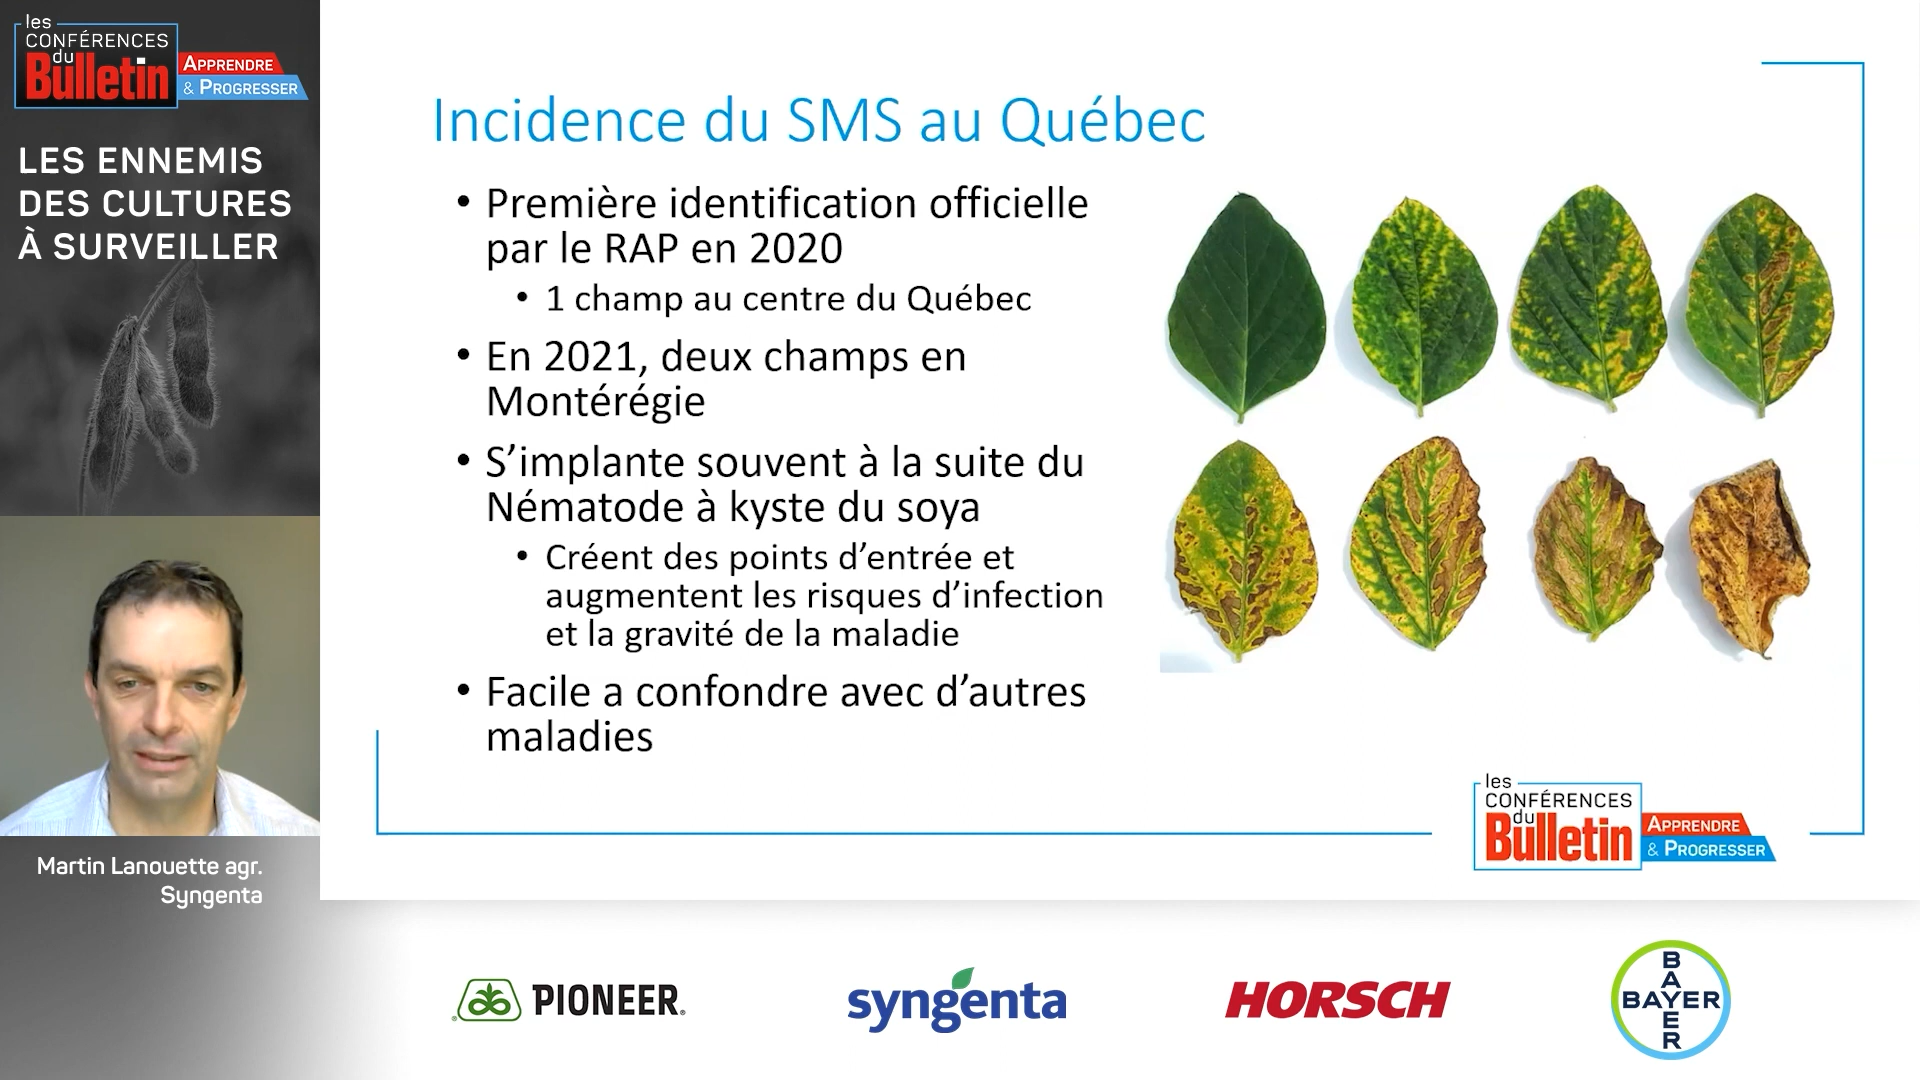 les
CONFÉRENCES
du
Bulletin
APPRENDRE
& PROGRESSER
LES ENNEMIS
DES CULTURES
À SURVEILLER
Martin Lanouette agr.
Syngenta
Incidence du SMS au Québec
• Première identification officielle
par le RAP en 2020
• 1 champ au centre du Québec
• En 2021, deux champs en
Montérégie
• S’implante souvent à la suite du
Nématode à kyste du soya
• Créent des points d’entrée et
augmentent les risques d’infection
et la gravité de la maladie
• Facile a confondre avec d’autres
maladies
les
CONFÉRENCES
du
Bulletin
APPRENDRE
& PROGRESSER
PIONEER
syngenta
HORSCH
BAYER
BAYER